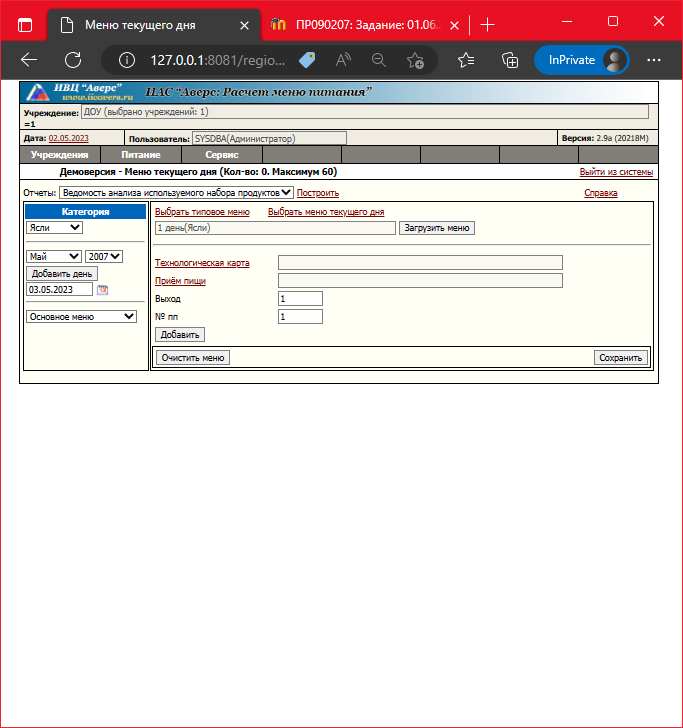 Меню текущего дня
ПР090207: Задание: 01.06.
127.0.0.1:8081/regio...
InPrivate
ИВЦ “Аверс”
www.iicavers.ru
ИАС “Аверс: Расчет меню питания”
Учреждение: ДОУ (выбрано учреждений: 1)
=1
Дата: 02.05.2023 Пользователь: SYSDBA(Администратор) Версия: 2.9a (20218M)
Учреждения Питание Сервис
Демоверсия - Меню текущего дня (Кол-во: 0. Максимум 60) Выйти из системы
Отчеты: Ведомость анализа используемого набора продуктов Построить Справка
Категория
Ясли
Май 2007
Добавить день
03.05.2023
Основное меню
Выбрать типовое меню Выбрать меню текущего дня
1 день(Ясли) Загрузить меню
Технологическая карта
Приём пищи
Выход 1
№ пп 1
Добавить
Очистить меню Сохранить